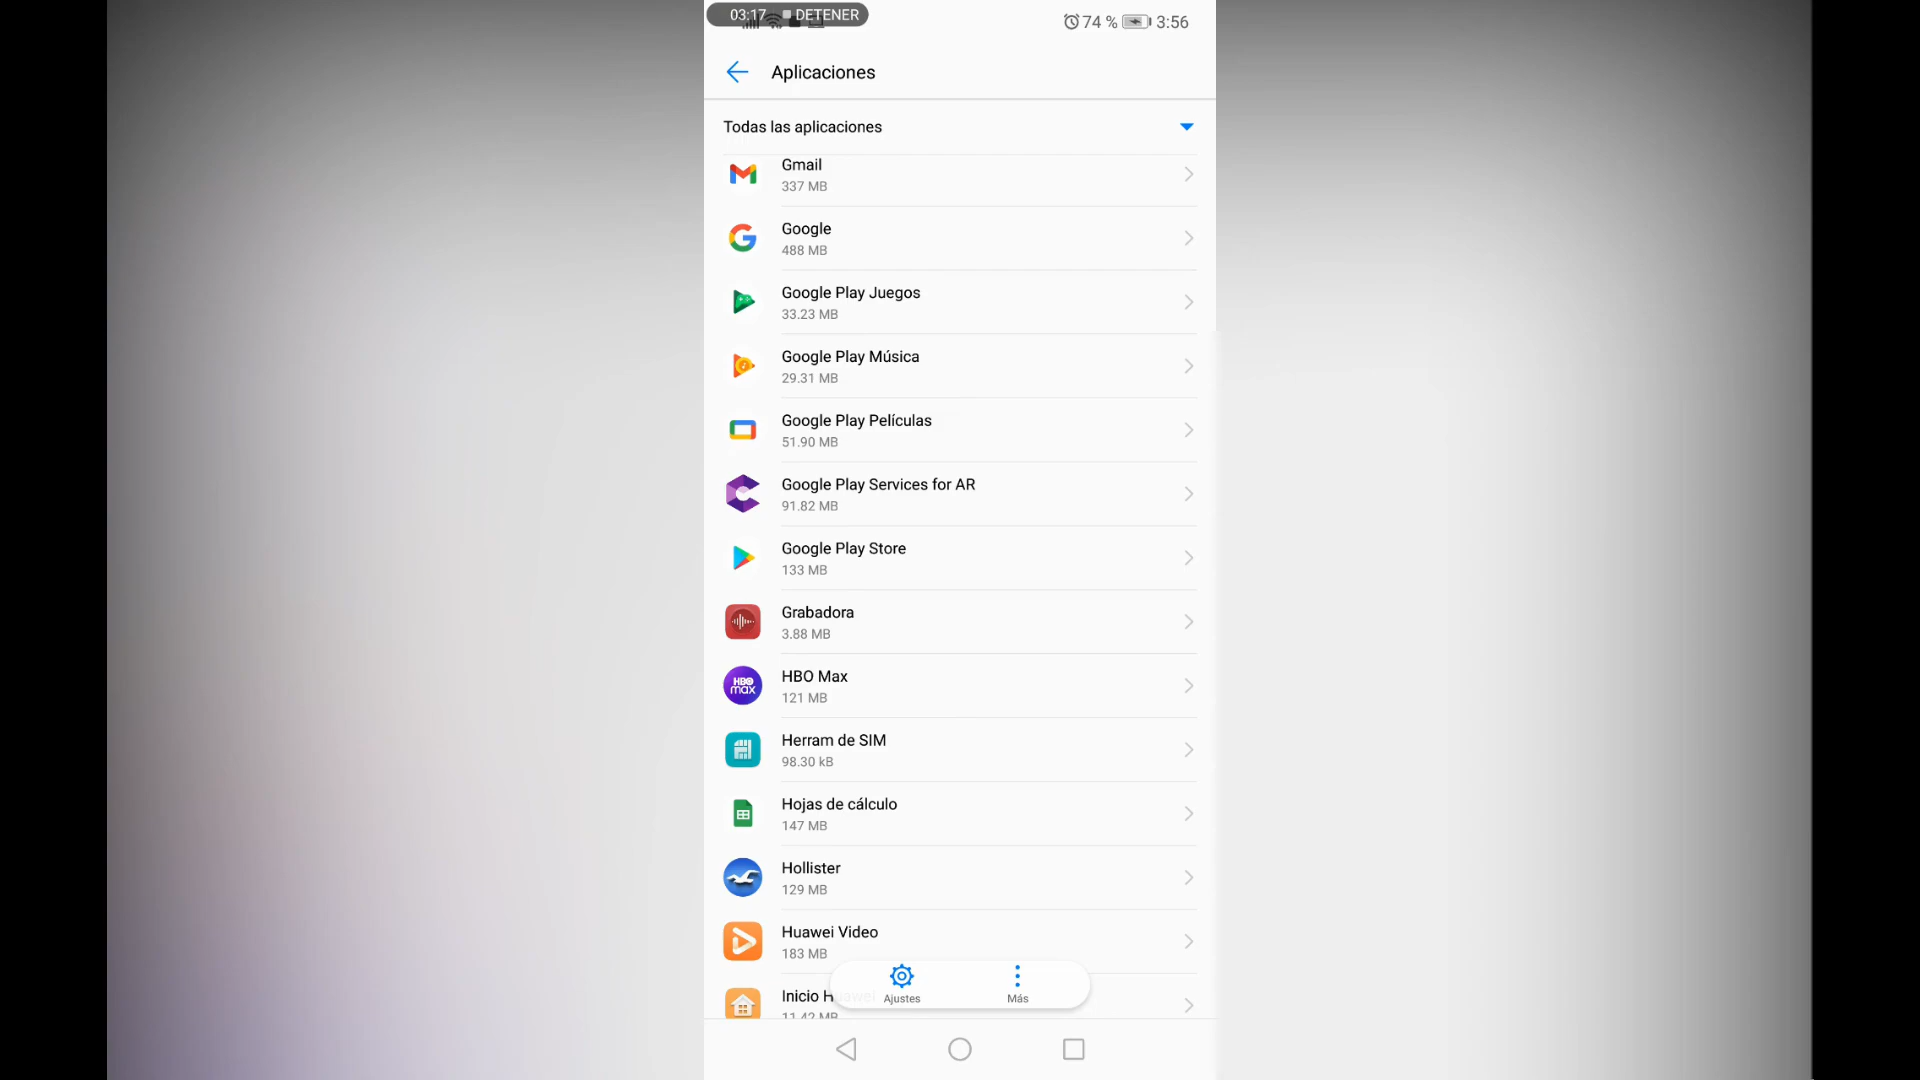 03:17 DETENER
74 % 3:56
Aplicaciones
Todas las aplicaciones
Gmail
337 MB
Google
488 MB
Google Play Juegos
33.23 MB
Google Play Música
29.31 MB
Google Play Películas
51.90 MB
Google Play Services for AR
91.82 MB
Google Play Store
133 MB
Grabadora
3.88 MB
HBO max
HBO Max
121 MB
Herram de SIM
98.30 kB
Hojas de cálculo
147 MB
Hollister
129 MB
Huawei Video
183 MB
Inicio Huawei
11.42 MB
Ajustes
Más